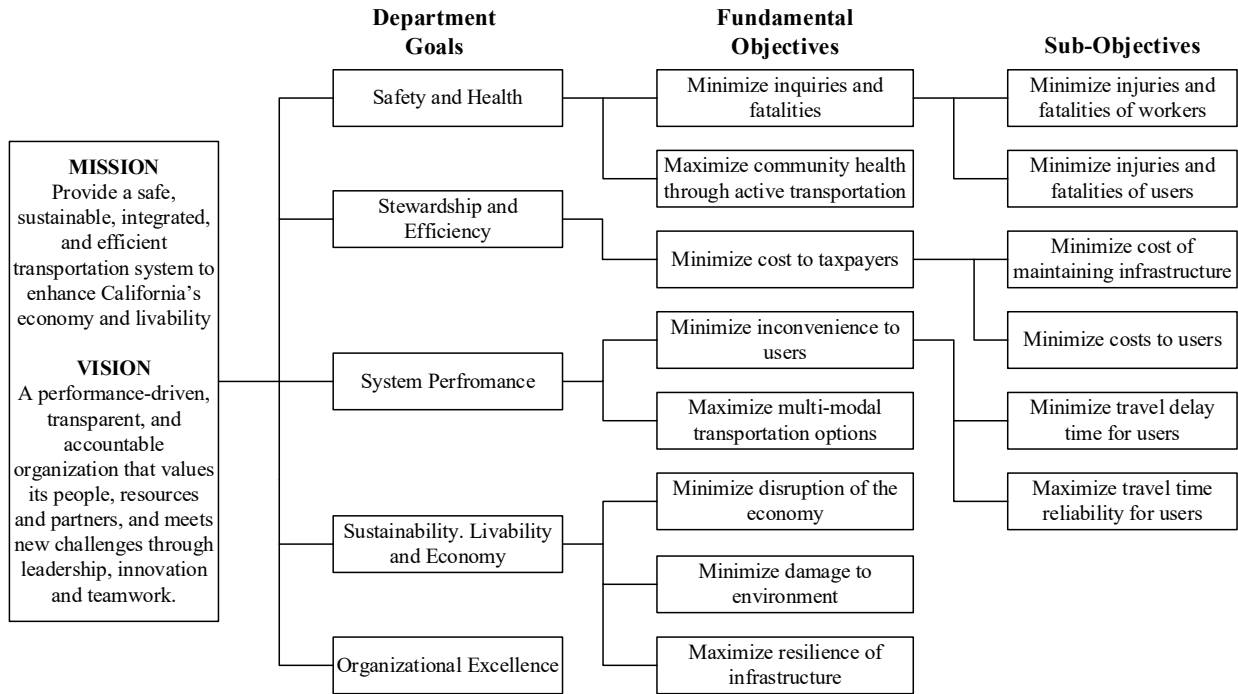 Department
Goals
Fundamental
Objectives
Sub-Objectives
MISSION
Provide a safe,
sustainable, integrated,
and efficient
transportation system to
enhance California's
economy and livability
VISION
A performance-driven,
transparent, and
accountable
organization that values
its people, resources
and partners, and meets
new challenges through
leadership, innovation
and teamwork.
Safety and Health
Stewardship and
Efficiency
System Perfromance
Sustainability. Livability
and Economy
Organizational Excellence
Minimize inquiries and
fatalities
Maximize community health
through active transportation
Minimize cost to taxpayers
Minimize inconvenience to
users
Maximize multi-modal
transportation options
Minimize disruption of the
economy
Minimize damage to
environment
Maximize resilience of
infrastructure
Minimize injuries and
fatalities of workers
Minimize injuries and
fatalities of users
Minimize cost of
maintaining infrastructure
Minimize costs to users
Minimize travel delay
time for users
Maximize travel time
reliability for users